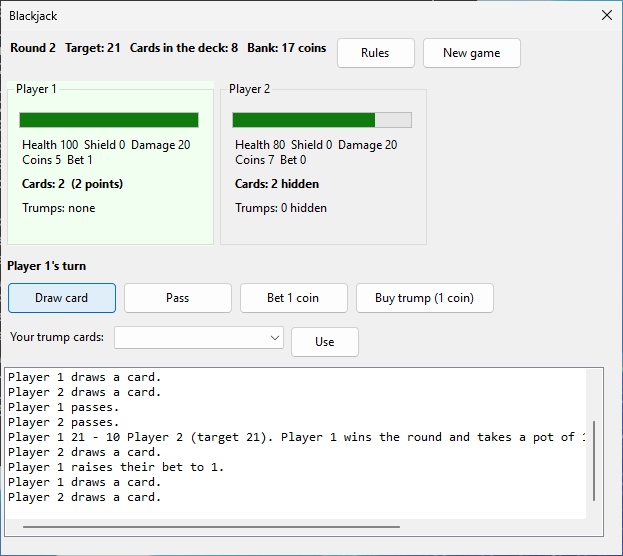 Blackjack
Round 2 Target: 21 Cards in the deck: 8 Bank: 17 coins Rules New game
Player 1
Health 100 Shield 0 Damage 20
Coins 5 Bet 1
Cards: 2 (2 points)
Trumps: none
Player 2
Health 80 Shield 0 Damage 20
Coins 7 Bet 0
Cards: 2 hidden
Trumps: 0 hidden
Player 1's turn
Draw card Pass Bet 1 coin Buy trump (1 coin)
Your trump cards: Use
Player 1 draws a card.
Player 2 draws a card.
Player 1 passes.
Player 2 passes.
Player 1 21 - 10 Player 2 (target 21). Player 1 wins the round and takes a pot of
Player 2 draws a card.
Player 1 raises their bet to 1.
Player 1 draws a card.
Player 2 draws a card.